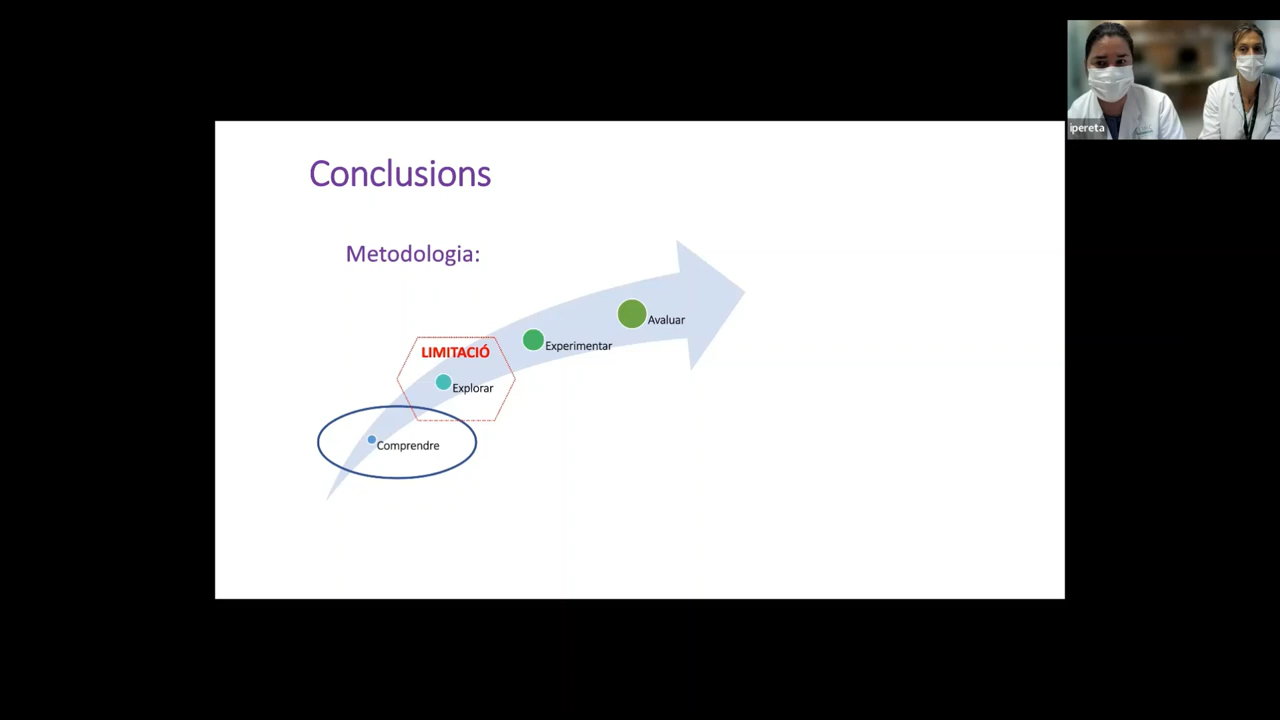 ipereta
Conclusions
Metodologia:
Avaluar
Experimentar
LIMITACIÓ
Explorar
Comprendre